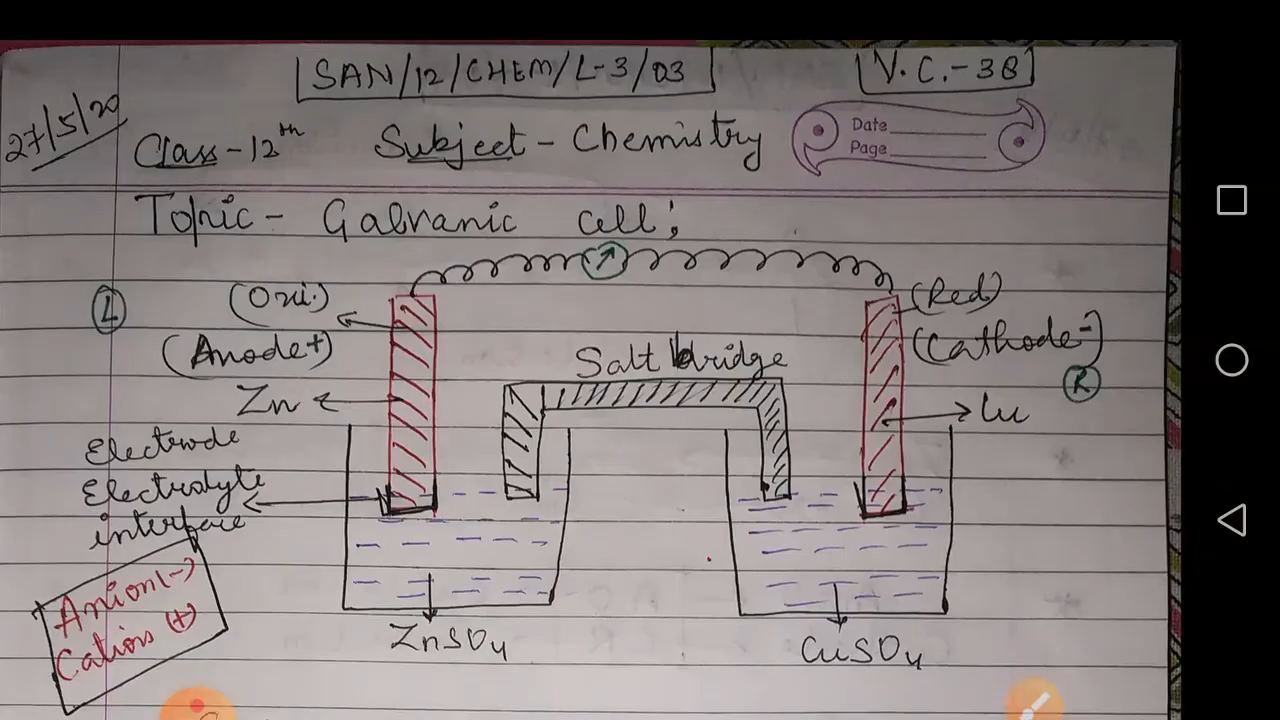 SAN/12/CHEM/L-3/03
V.C.-38
27/5/20
Class-12th Subject - Chemistry
Date
Page
Topic - Galvanic cell;
L
(Oxi.)
(Red)
(Anode+)
(Cathode-)
Salt bridge
R
Zn
Cu
Electrode
Electrolyte
interface
Anion (-)
Cations (+)
ZnSO4
CuSO4